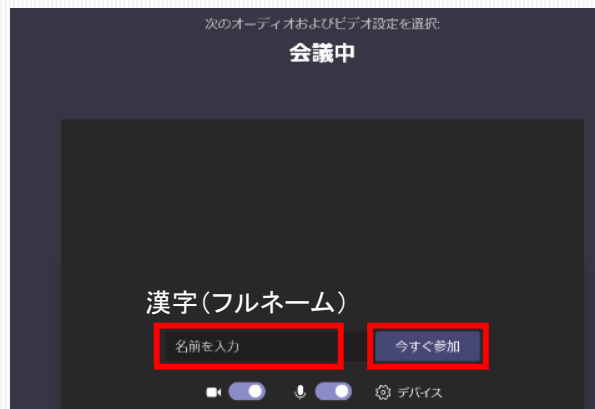 次のオーディオおよびビデオ設定を選択:
会議中
漢字(フルネーム)
名前を入力
今すぐ参加
デバイス